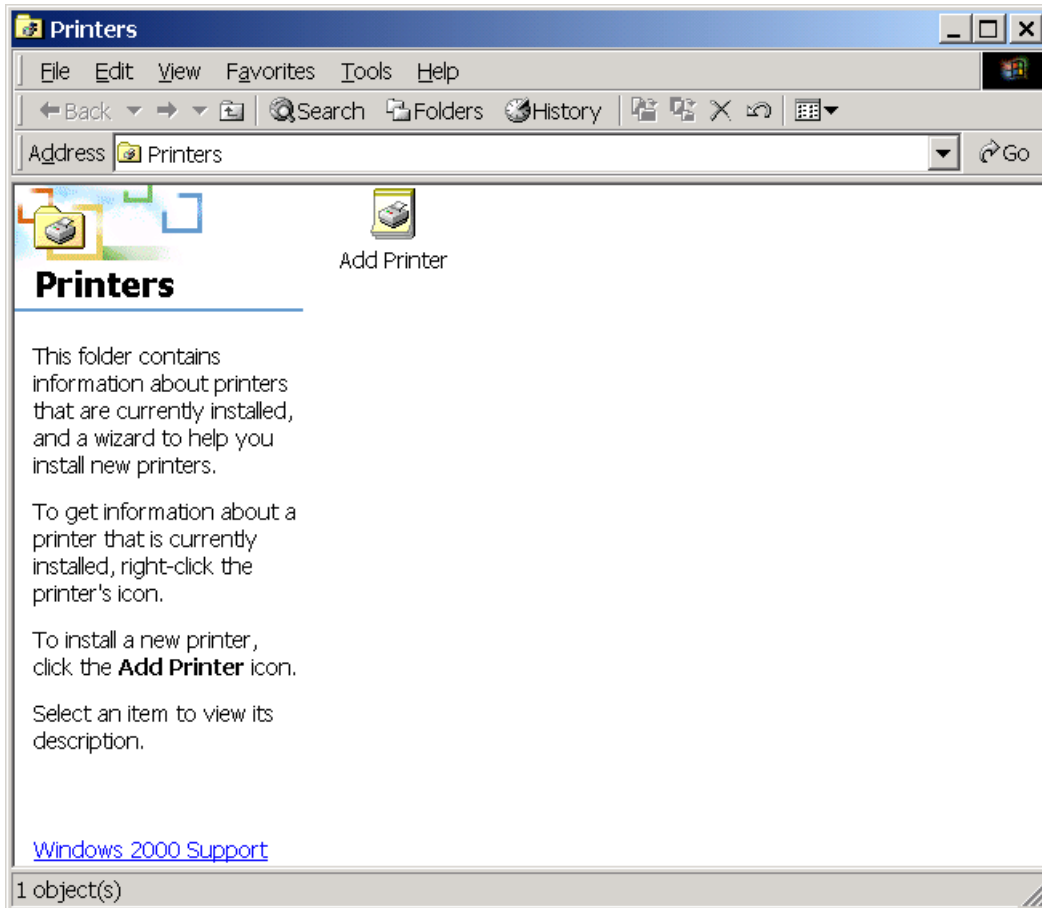 Printers
File Edit View Favorites Tools Help
Back Search Folders History
Address Printers Go
Add Printer
Printers
This folder contains
information about printers
that are currently installed,
and a wizard to help you
install new printers.
To get information about a
printer that is currently
installed, right-click the
printer's icon.
To install a new printer,
click the Add Printer icon.
Select an item to view its
description.
Windows 2000 Support
1 object(s)